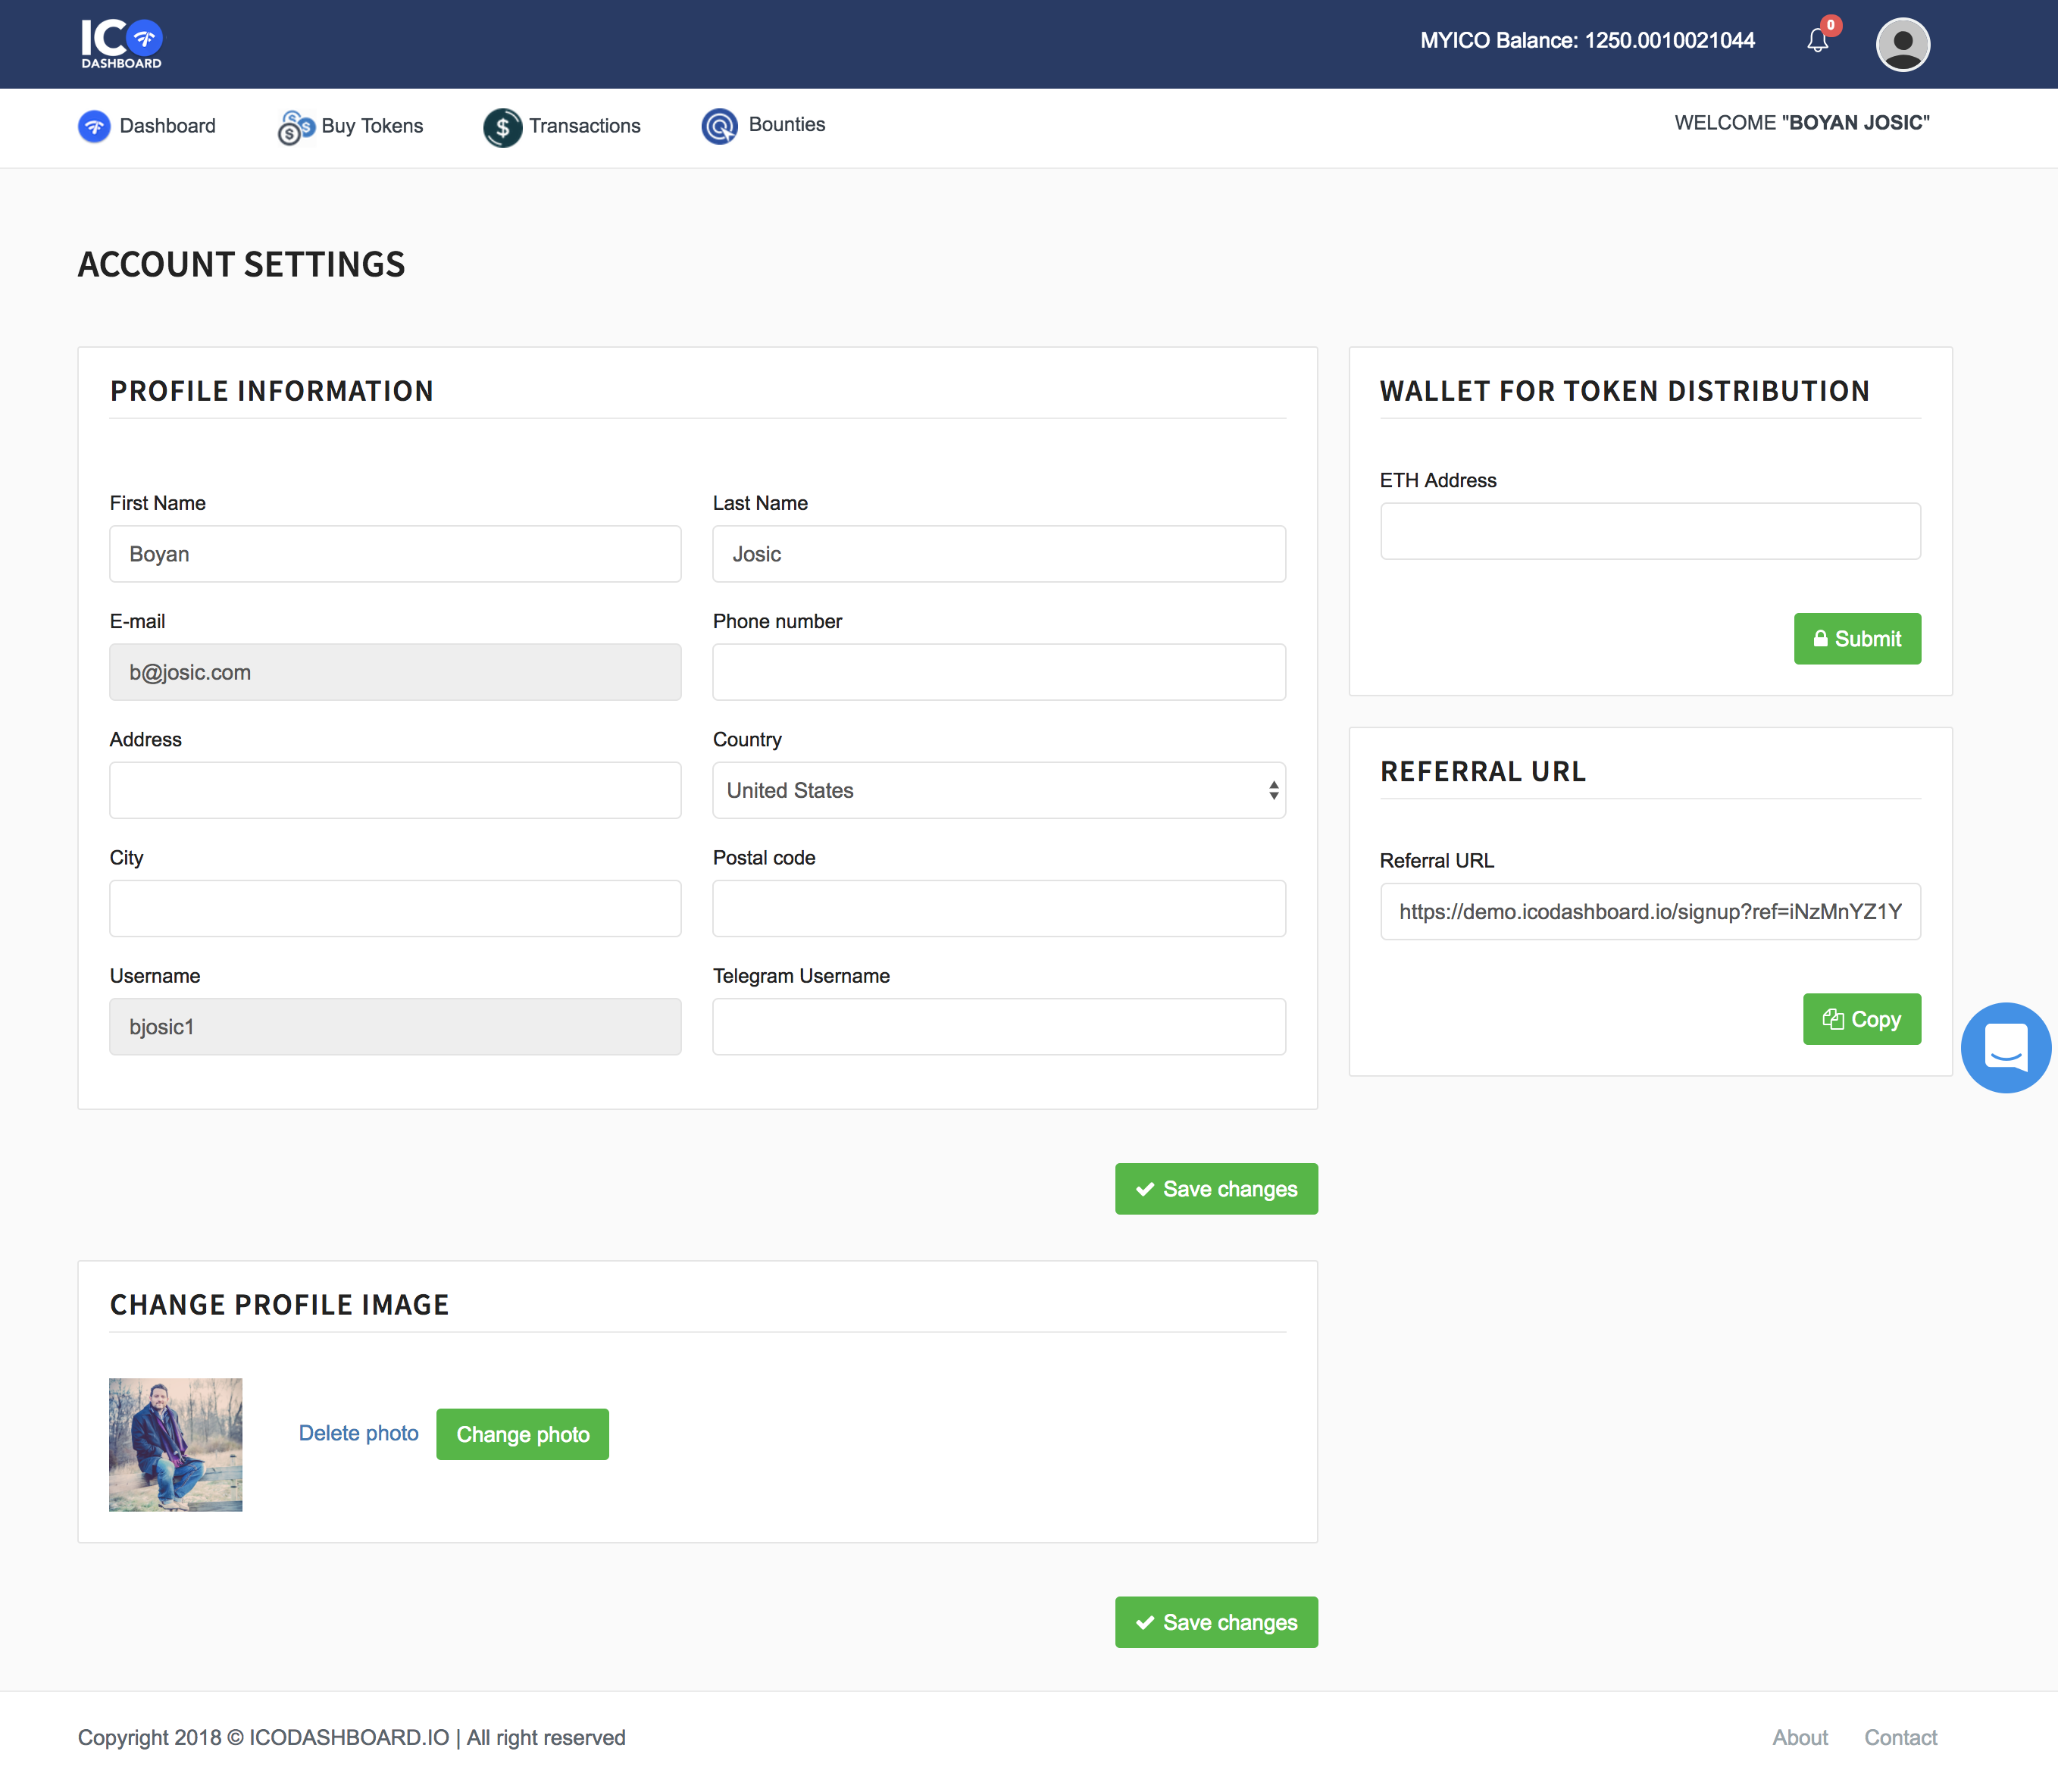 ICO
DASHBOARD
MYICO Balance: 1250.0010021044
0
Dashboard
Buy Tokens
Transactions
Bounties
WELCOME "BOYAN JOSIC"
ACCOUNT SETTINGS
PROFILE INFORMATION
First Name
Last Name
Boyan
Josic
E-mail
Phone number
b@josic.com
Address
Country
United States
City
Postal code
Username
Telegram Username
bjosic1
Save changes
WALLET FOR TOKEN DISTRIBUTION
ETH Address
Submit
REFERRAL URL
Referral URL
https://demo.icodashboard.io/signup?ref=iNzMnYZ1Y
Copy
CHANGE PROFILE IMAGE
Delete photo
Change photo
Save changes
Copyright 2018 © ICODASHBOARD.IO | All right reserved
About
Contact